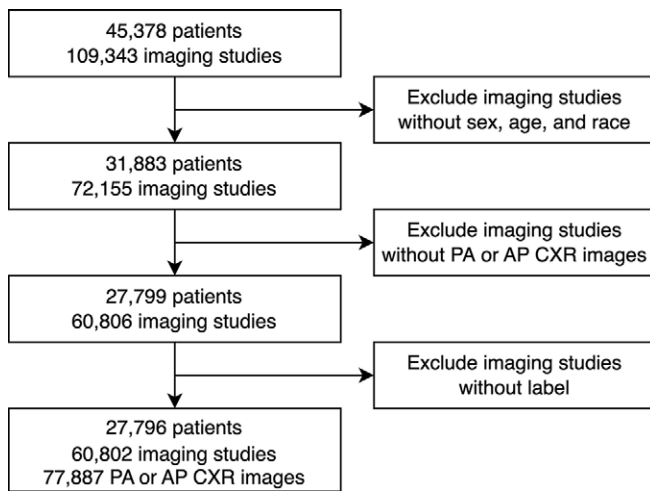 45,378 patients
109,343 imaging studies
Exclude imaging studies
without sex, age, and race
31,883 patients
72,155 imaging studies
Exclude imaging studies
without PA or AP CXR images
27,799 patients
60,806 imaging studies
Exclude imaging studies
without label
27,796 patients
60,802 imaging studies
77,887 PA or AP CXR images